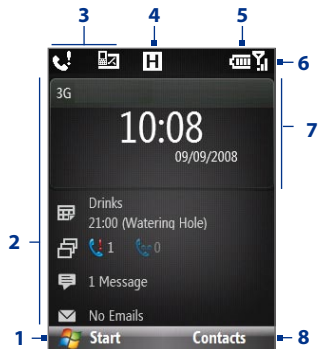 3 4 5
H
6
3G
10:08
7
09/09/2008
Drinks
21:00 (Watering Hole)
2
1 0
1 Message
No Emails
1 Start Contacts 8